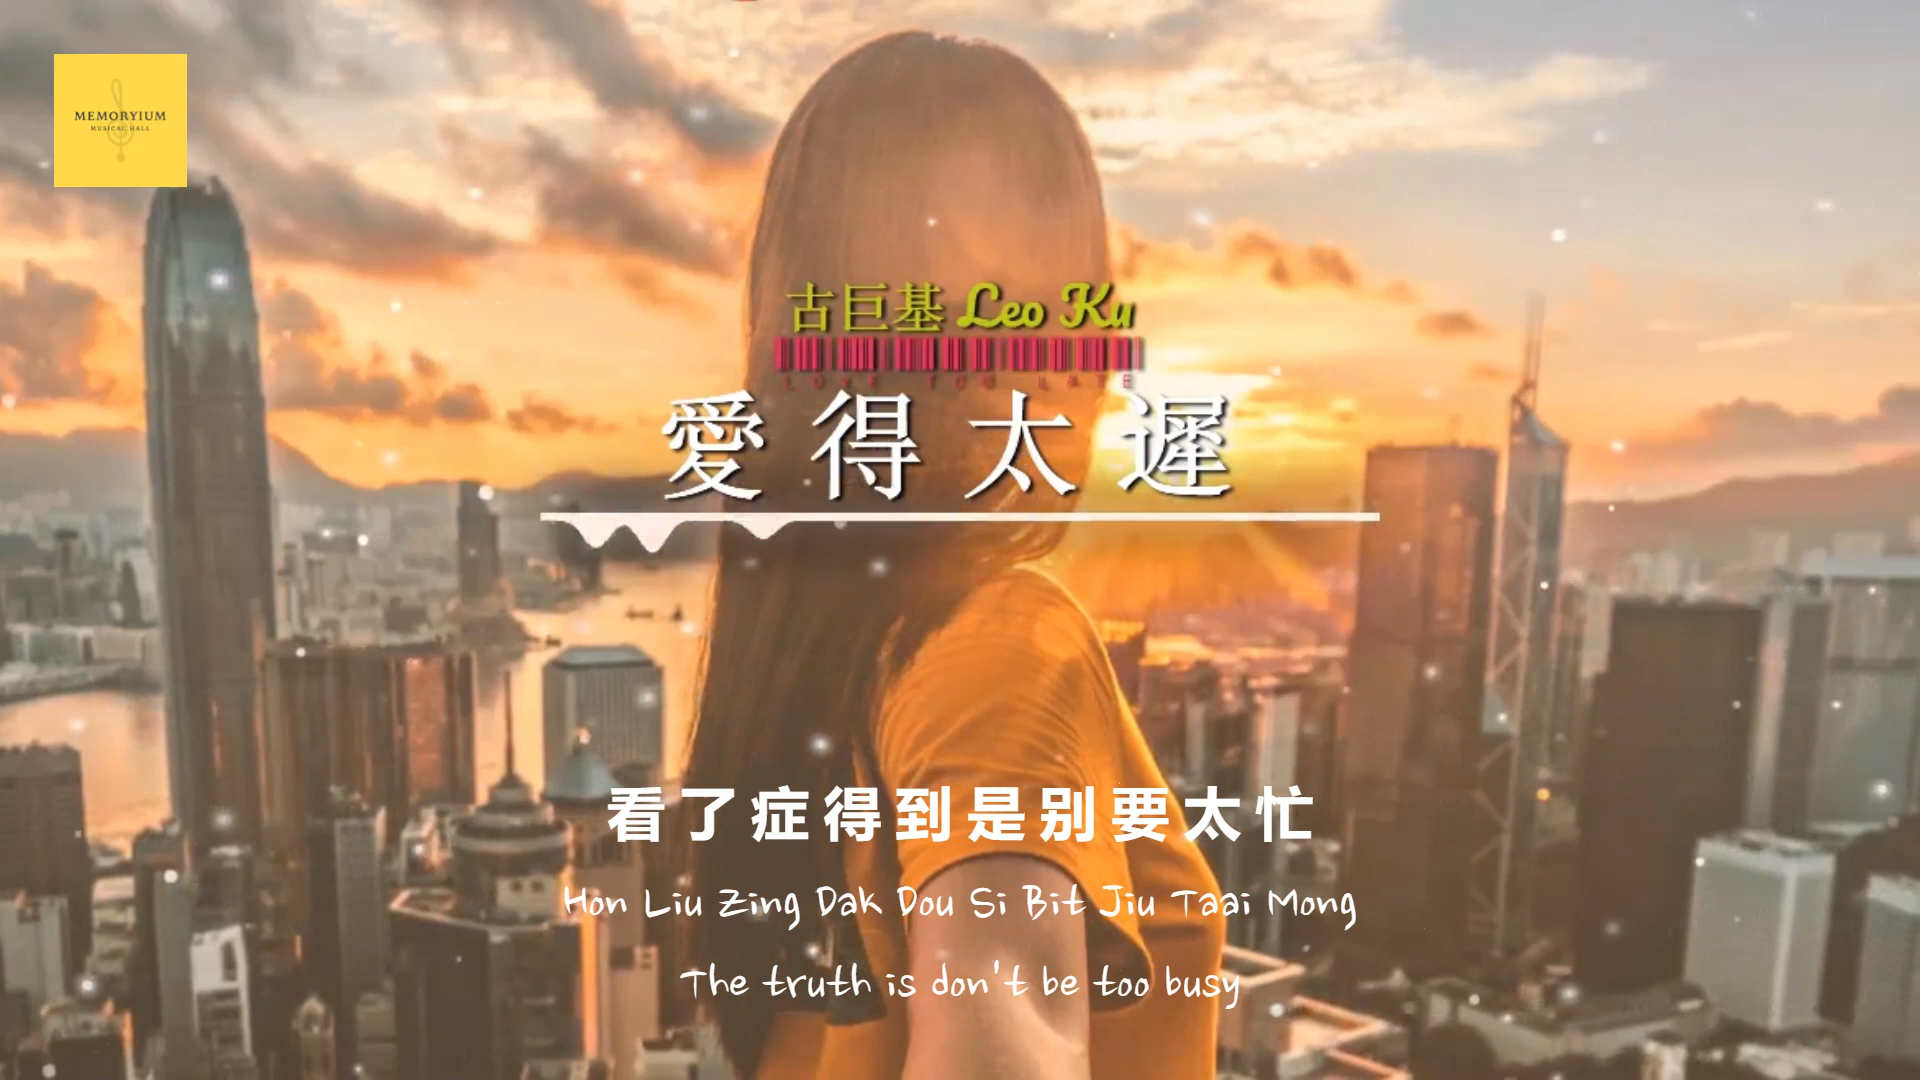 MEMORYIUM
MUSICAL HALL
古巨基 Leo Ku
LOVE TOO LATE
愛得太遲
看了症得到是别要太忙
Hon Liu Zing Dak Dou Si Bit Jiu Taai Mong
The truth is don't be too busy